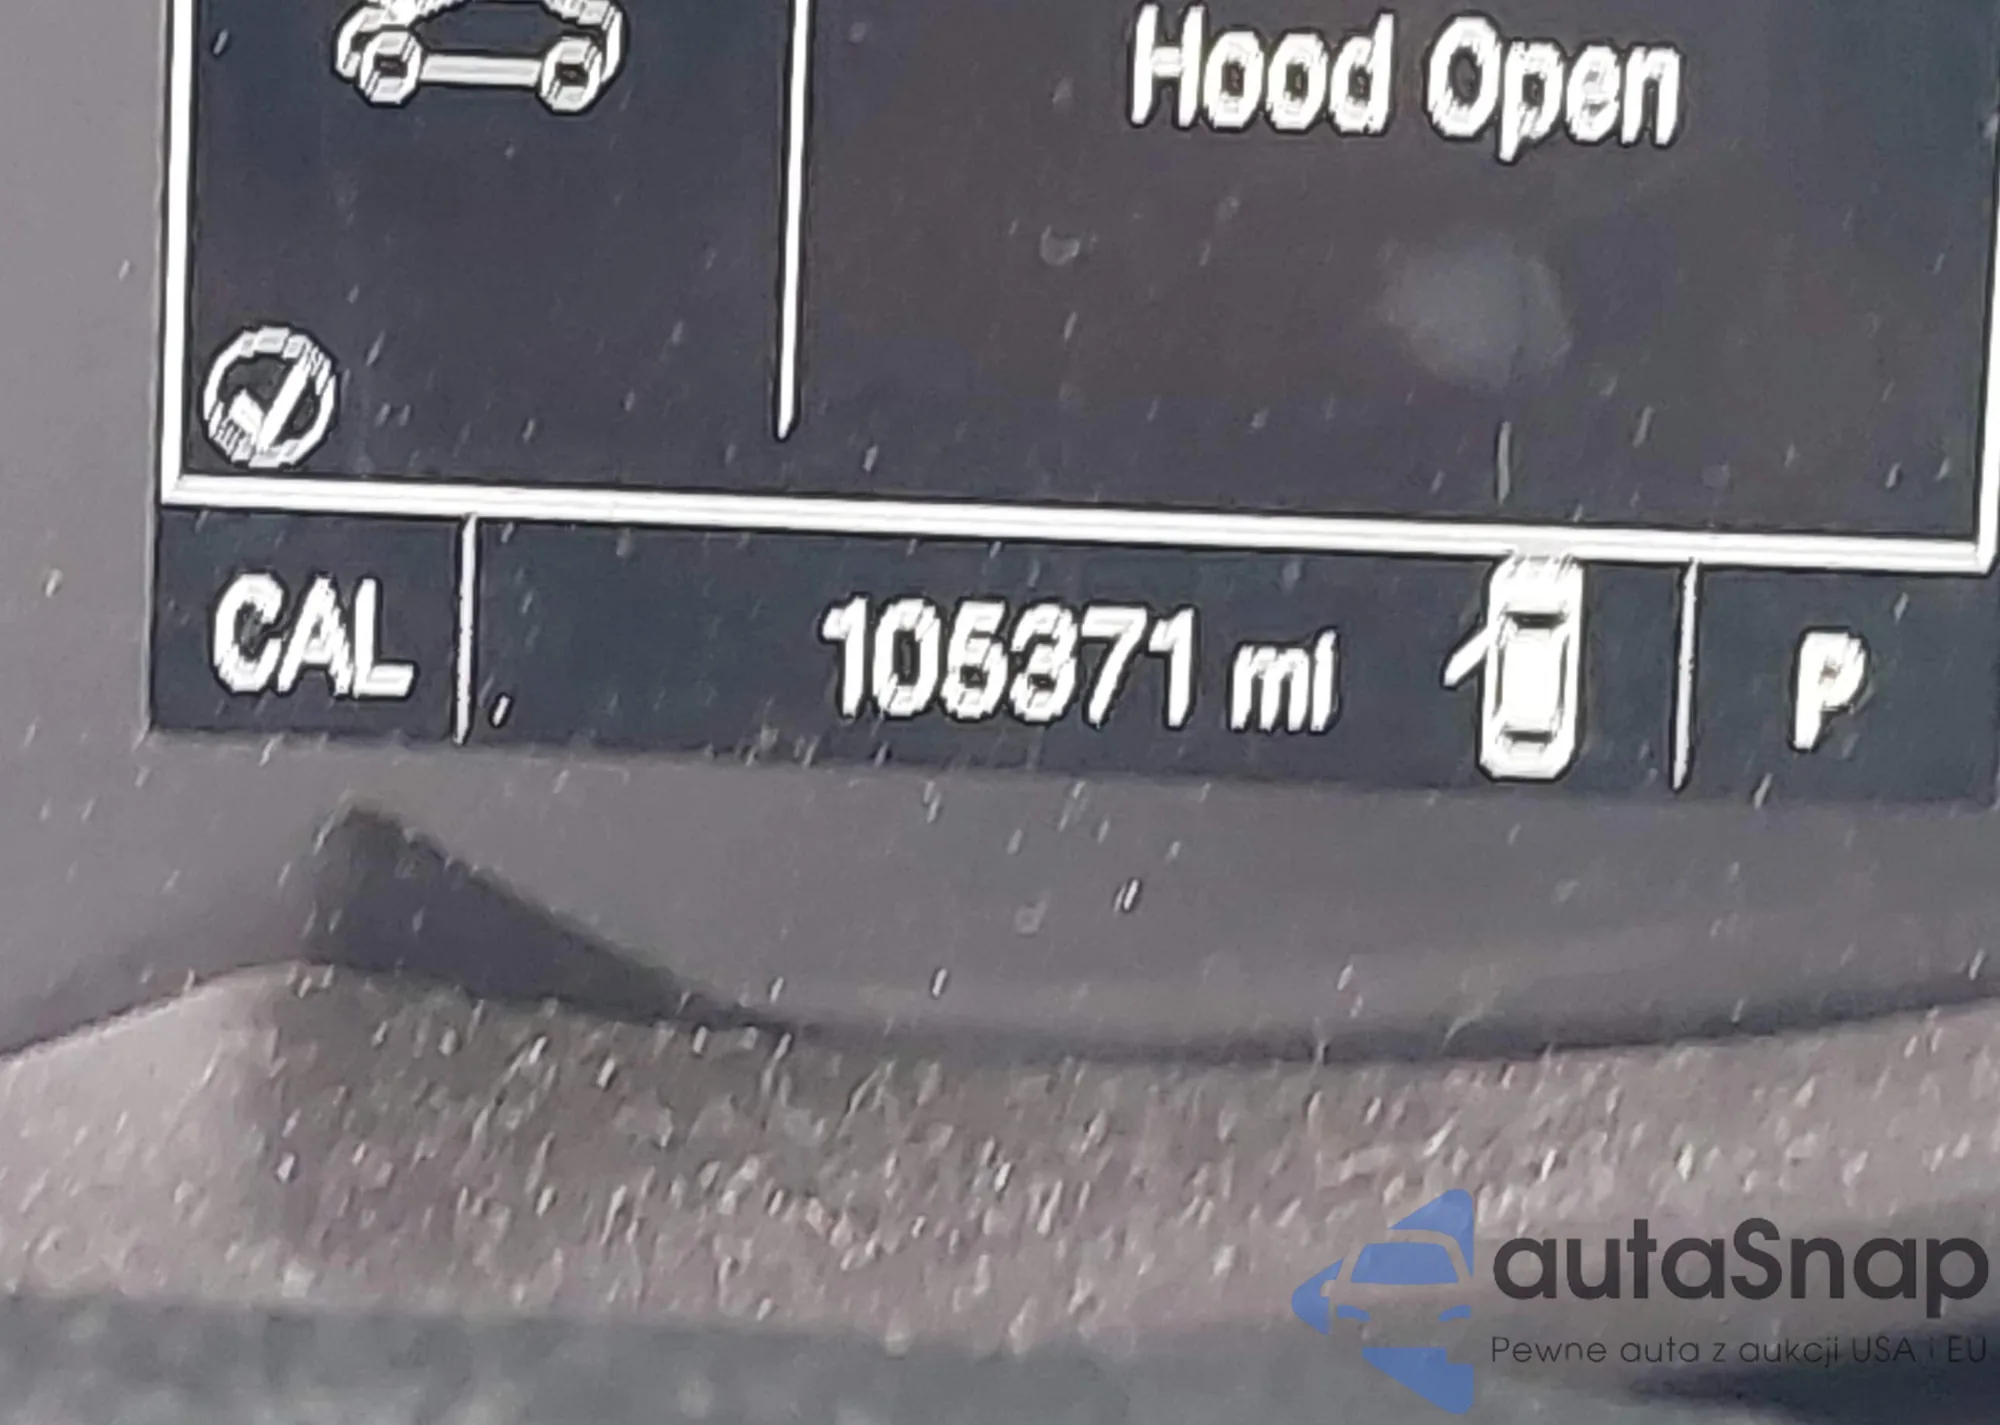 Hood Open
CAL 105371 mi P
autaSnap
Pewne auta z aukcji USA i EU